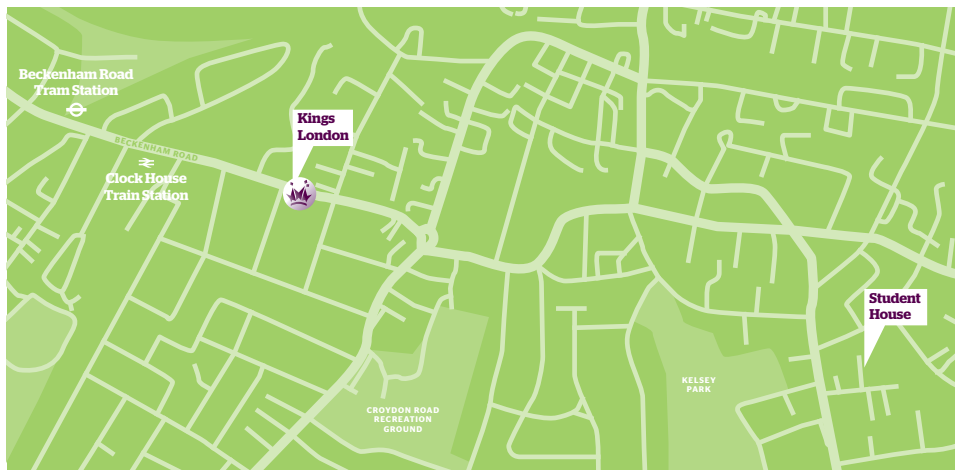 Beckenham Road
Tram Station
BECKENHAM ROAD
Clock House
Train Station
Kings
London
Student
House
KELSEY
PARK
CROYDON ROAD
RECREATION
GROUND